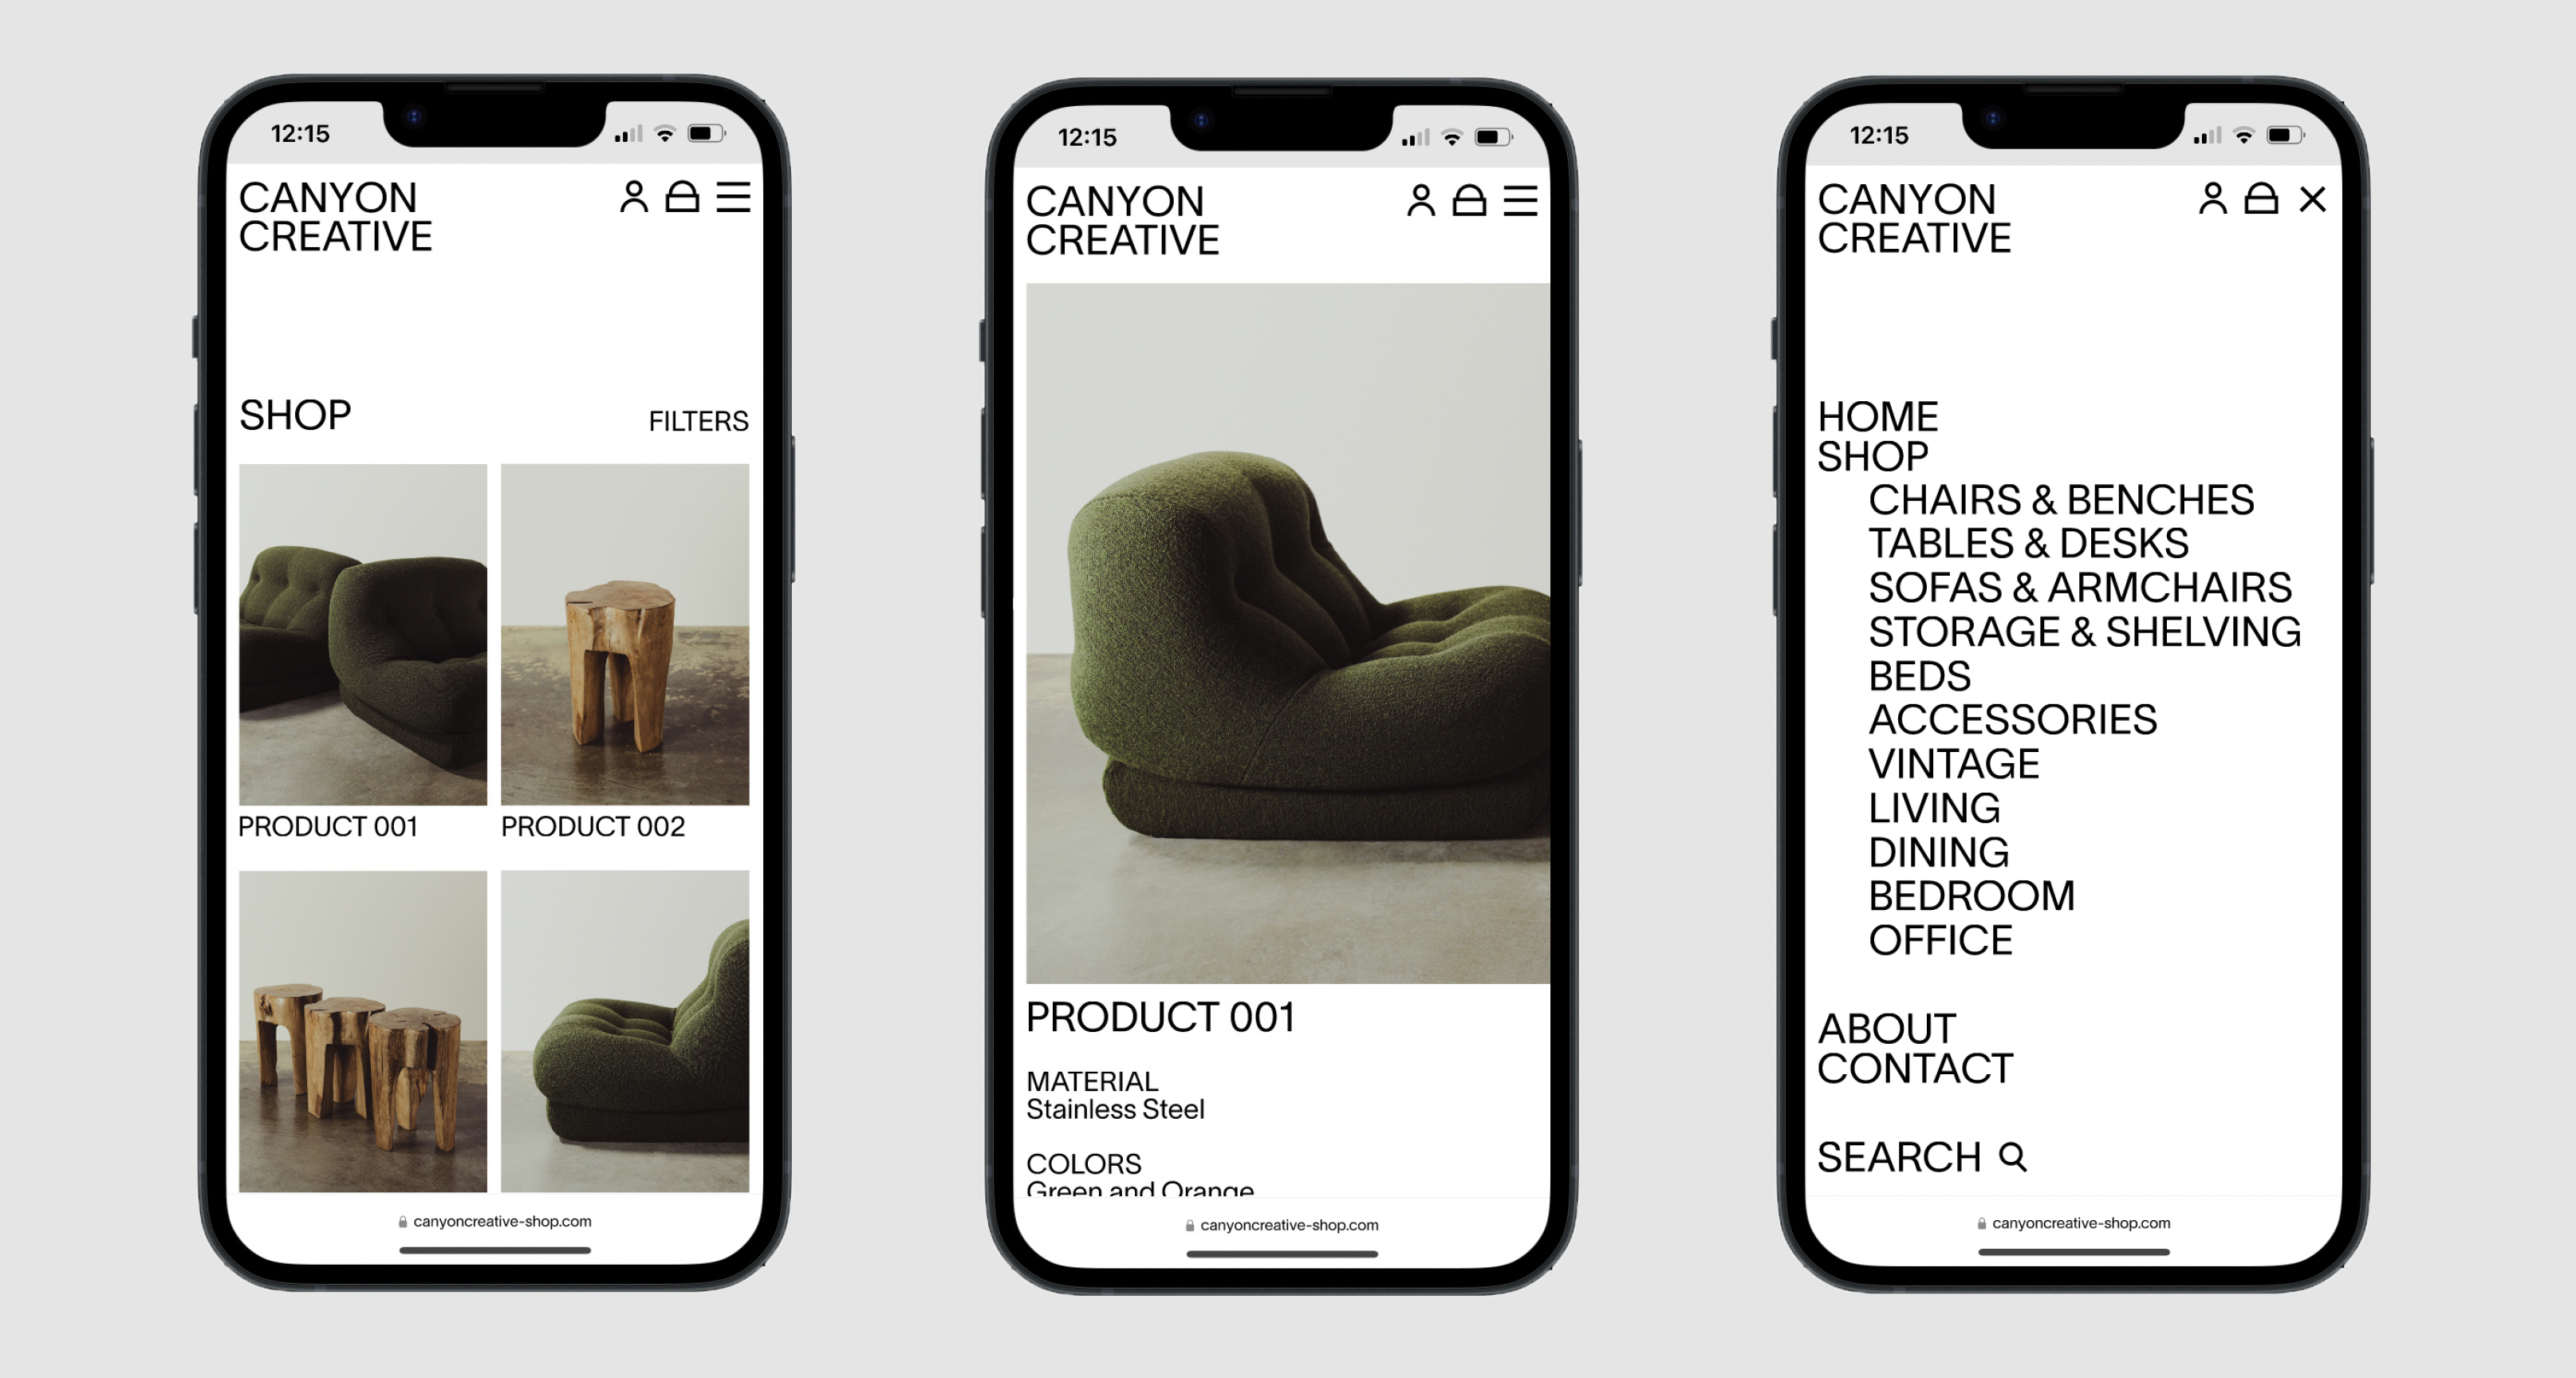 12:15
CANYON
CREATIVE
SHOP
FILTERS
PRODUCT 001
PRODUCT 002
canyoncreative-shop.com
12:15
CANYON
CREATIVE
PRODUCT 001
MATERIAL
Stainless Steel
COLORS
Green and Orange
canyoncreative-shop.com
12:15
CANYON
CREATIVE
HOME
SHOP
CHAIRS & BENCHES
TABLES & DESKS
SOFAS & ARMCHAIRS
STORAGE & SHELVING
BEDS
ACCESSORIES
VINTAGE
LIVING
DINING
BEDROOM
OFFICE
ABOUT
CONTACT
SEARCH
canyoncreative-shop.com